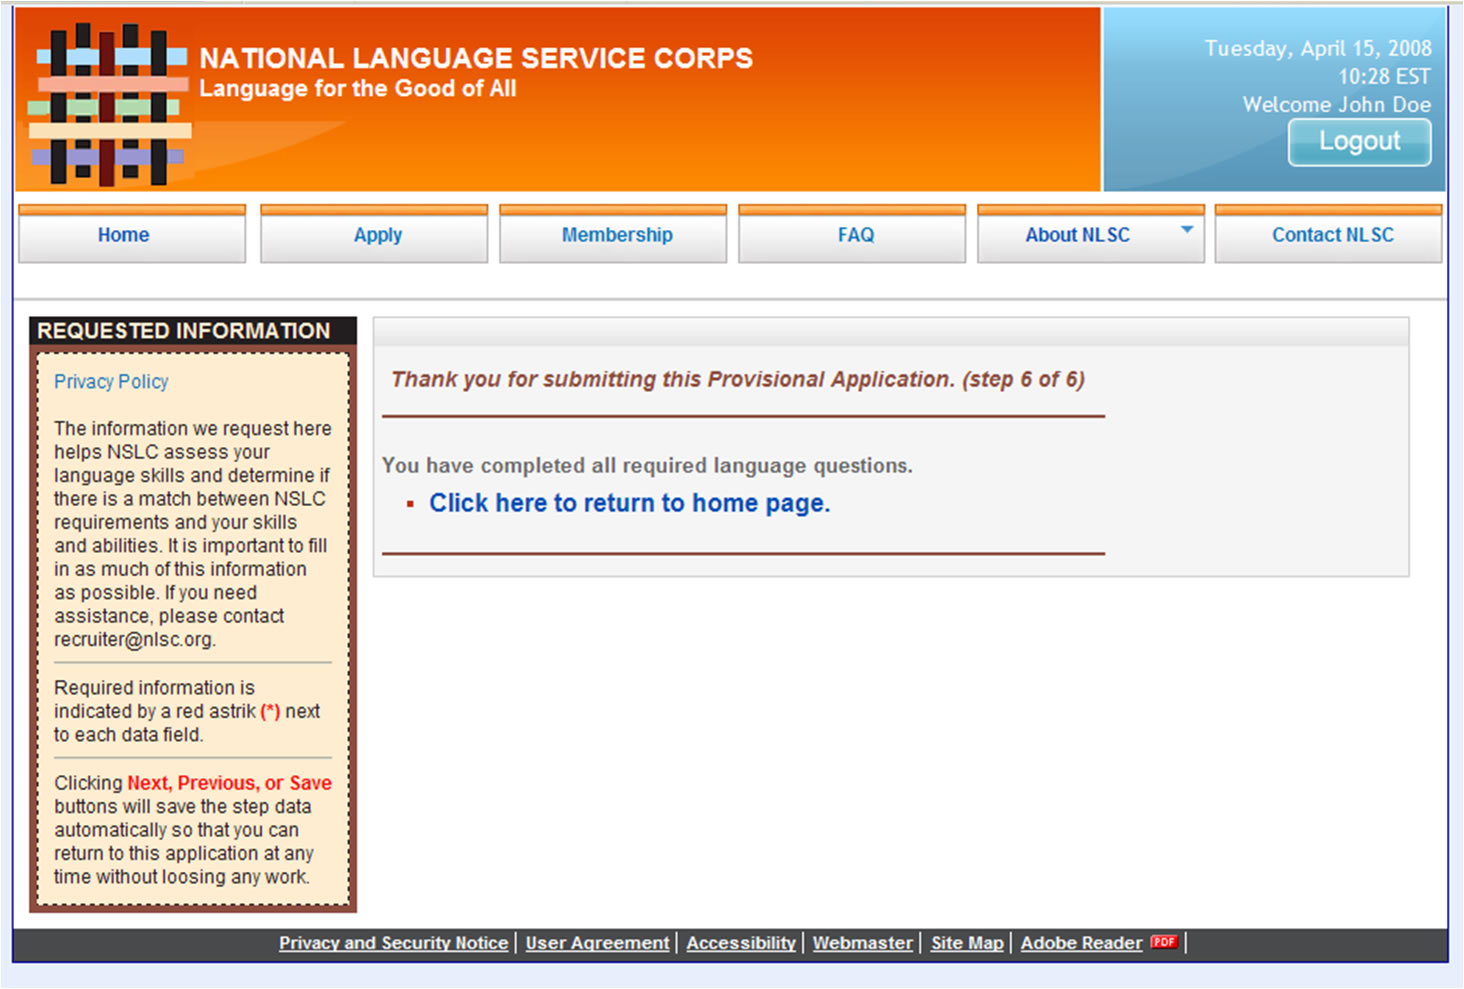 NATIONAL LANGUAGE SERVICE CORPS
Language for the Good of All
Tuesday, April 15, 2008
10:28 EST
Welcome John Doe
Logout
Home
Apply
Membership
FAQ
About NLSC
Contact NLSC
REQUESTED INFORMATION
Privacy Policy
The information we request here
helps NSLC assess your
language skills and determine if
there is a match between NSLC
requirements and your skills
and abilities. It is important to fill
in as much of this information
as possible. If you need
assistance, please contact
recruiter@nlsc.org.
Required information is
indicated by a red astrik (*) next
to each data field.
Clicking Next, Previous, or Save
buttons will save the step data
automatically so that you can
return to this application at any
time without loosing any work.
Thank you for submitting this Provisional Application. (step 6 of 6)
You have completed all required language questions.
Click here to return to home page.
Privacy and Security Notice | User Agreement | Accessibility | Webmaster | Site Map | Adobe Reader PDF |